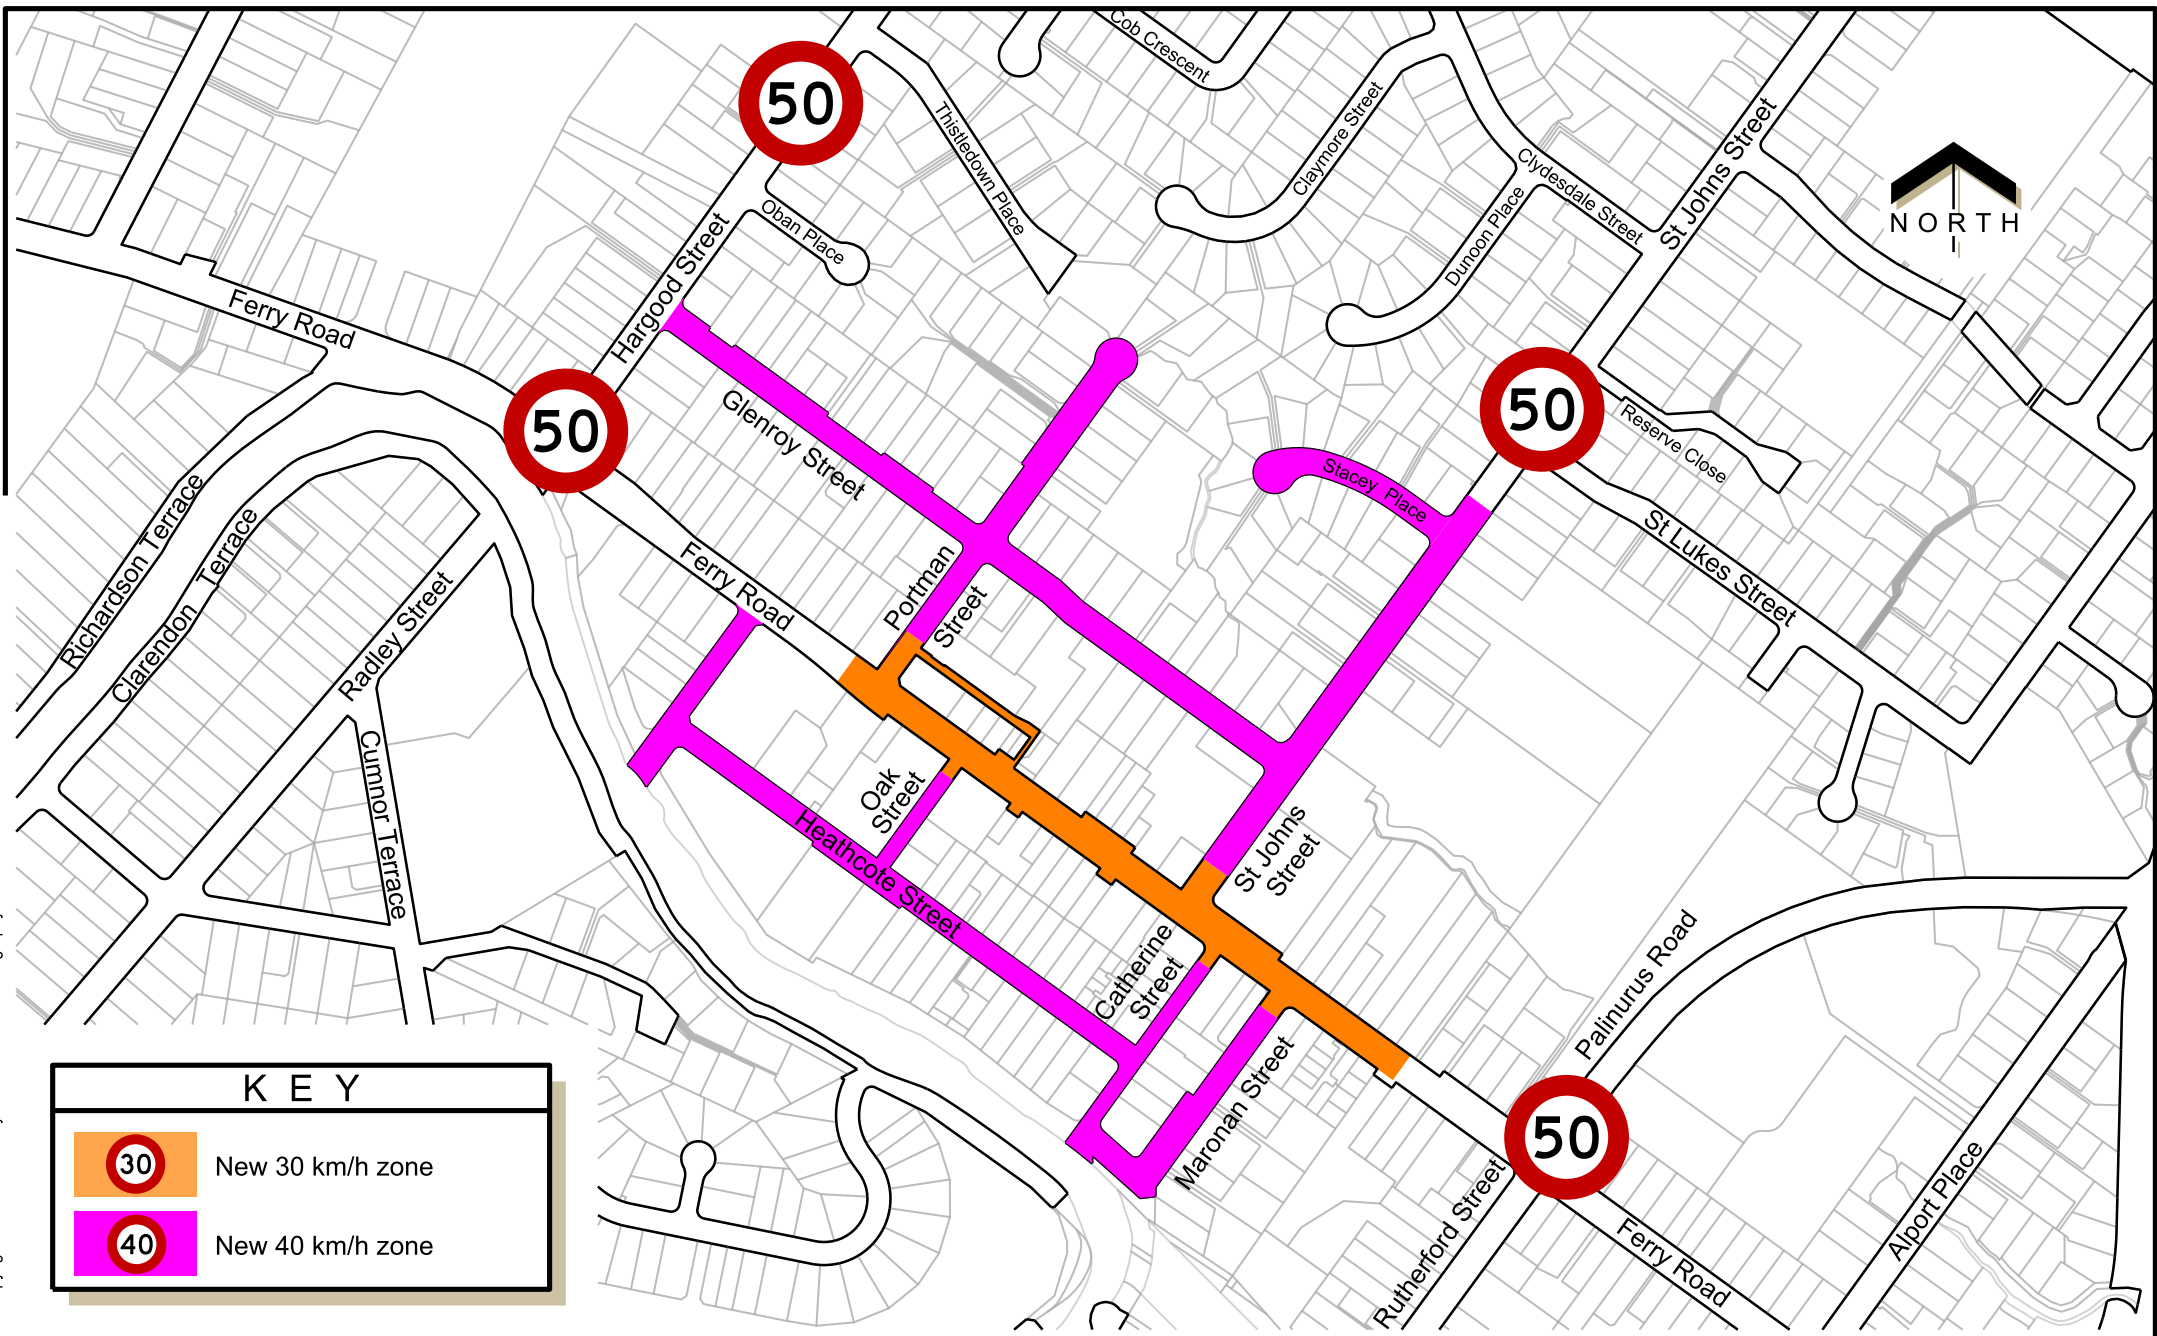 Cob Crescent
50
Thistledown Place
Claymore Street
Clydesdale Street
St Johns Street
NORTH
Oban Place
Dunoon Place
Hargood Street
Ferry Road
50
Glenroy Street
50
Reserve Close
Stacey Place
Richardson Terrace
Clarendon Terrace
Radley Street
Ferry Road
Portman
Street
St Lukes Street
Cumnor Terrace
Oak
Street
Heathcote Street
St Johns
Street
Catherine
Street
Palinurus Road
Maronan Street
50
Rutherford Street
Ferry Road
Alport Place
KEY
30 New 30 km/h zone
40 New 40 km/h zone